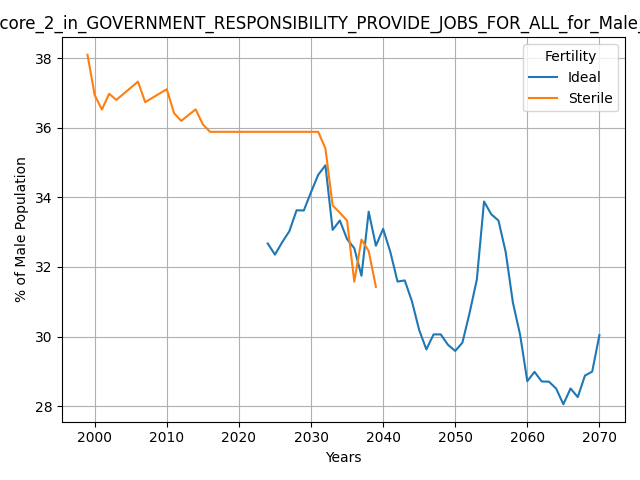 core_2_in_GOVERNMENT_RESPONSIBILITY_PROVIDE_JOBS_FOR_ALL_for_Male_
Fertility
Ideal
Sterile
% of Male Population
38
36
34
32
30
28
2000 2010 2020 2030 2040 2050 2060 2070
Years